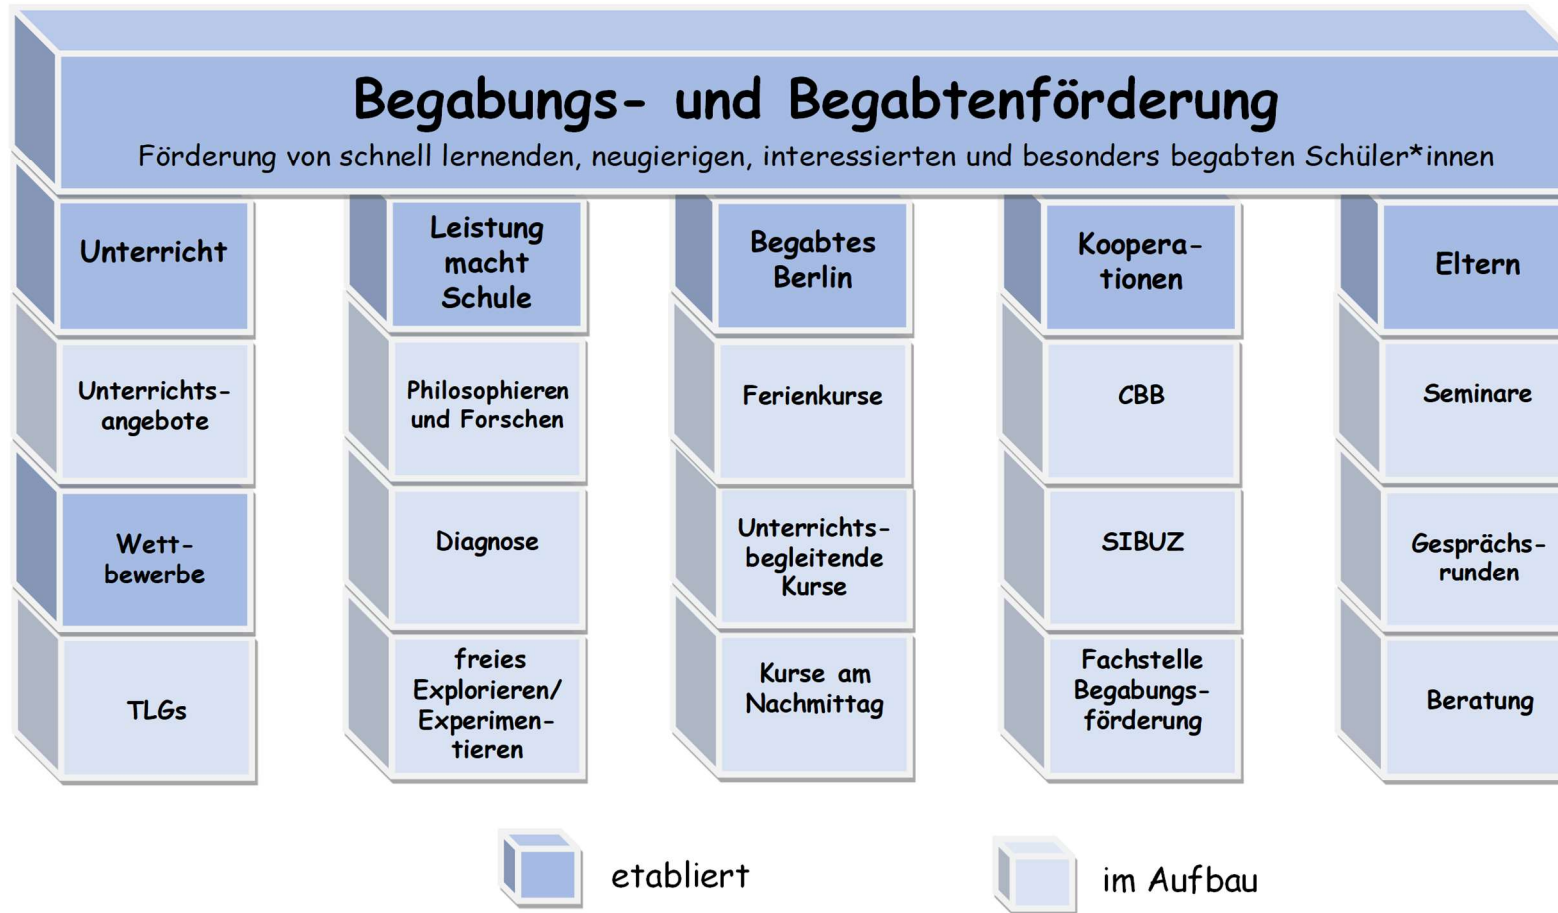 Begabungs- und Begabtenförderung
Förderung von schnell lernenden, neugierigen, interessierten und besonders begabten Schüler*innen
Unterricht
Unterrichts-
angebote
Wett-
bewerbe
TLGs
Leistung
macht
Schule
Philosophieren
und Forschen
Diagnose
freies
Explorieren/
Experimen-
tieren
Begabtes
Berlin
Ferienkurse
Unterrichts-
begleitende
Kurse
Kurse am
Nachmittag
Koopera-
tionen
CBB
SIBUZ
Fachstelle
Begabungs-
förderung
Eltern
Seminare
Gesprächs-
runden
Beratung
etabliert
im Aufbau